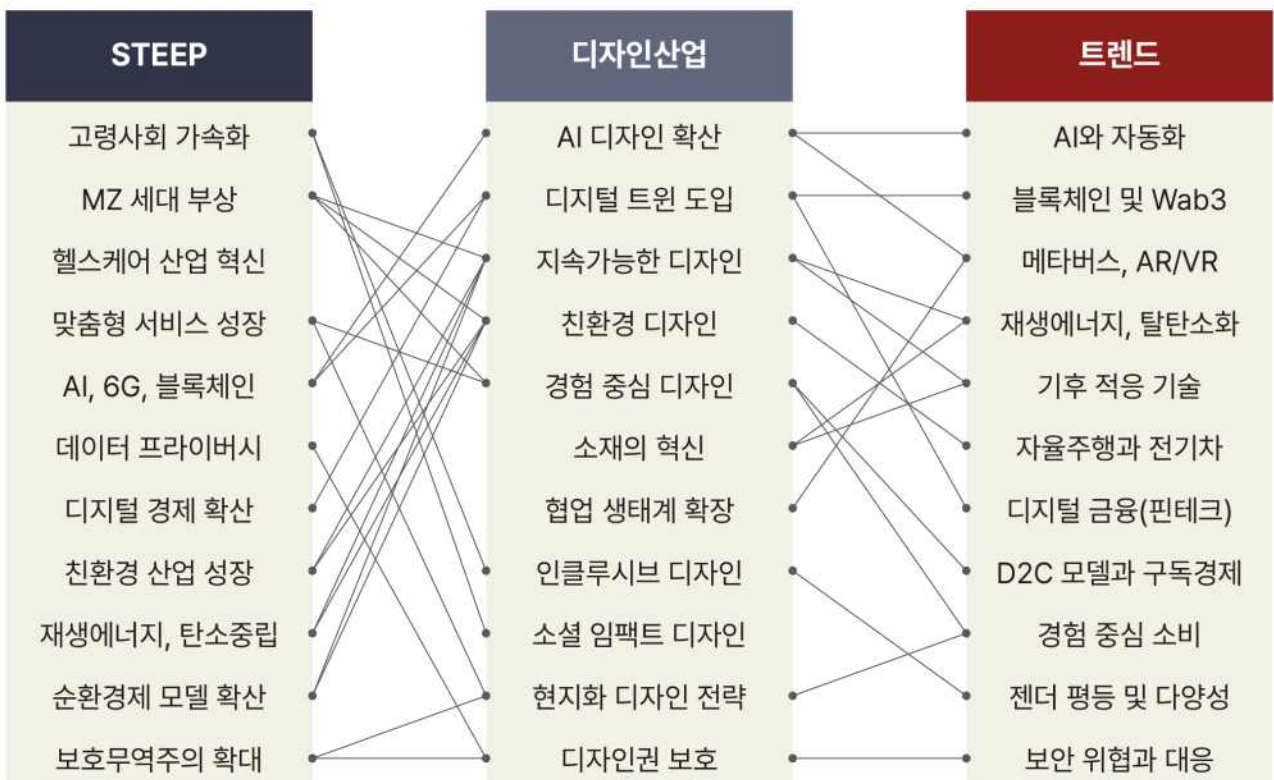 STEEP
고령사회 가속화
MZ 세대 부상
헬스케어 산업 혁신
맞춤형 서비스 성장
AI, 6G, 블록체인
데이터 프라이버시
디지털 경제 확산
친환경 산업 성장
재생에너지, 탄소중립
순환경제 모델 확산
보호무역주의 확대
디자인산업
AI 디자인 확산
디지털 트윈 도입
지속가능한 디자인
친환경 디자인
경험 중심 디자인
소재의 혁신
협업 생태계 확장
인클루시브 디자인
소셜 임팩트 디자인
현지화 디자인 전략
디자인권 보호
트렌드
AI와 자동화
블록체인 및 Wab3
메타버스, AR/VR
재생에너지, 탈탄소화
기후 적응 기술
자율주행과 전기차
디지털 금융(핀테크)
D2C 모델과 구독경제
경험 중심 소비
젠더 평등 및 다양성
보안 위협과 대응